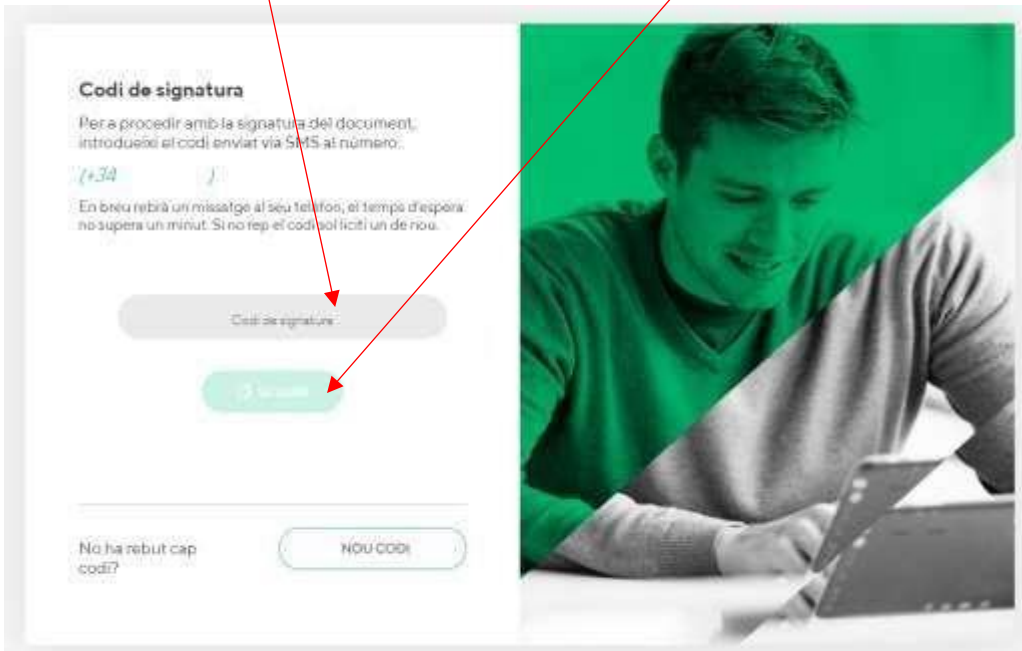 Codi de signatura
Per a procedir amb la signatura del document,
introdueixi el codi enviat via SMS al número:
(+34 )
En breu rebrà un missatge al seu telèfon, el temps d'espera
no supera un minut. Si no rep el codi sol·liciti un de nou.
Codi de signatura
No ha rebut cap
codi?
NOU CODI